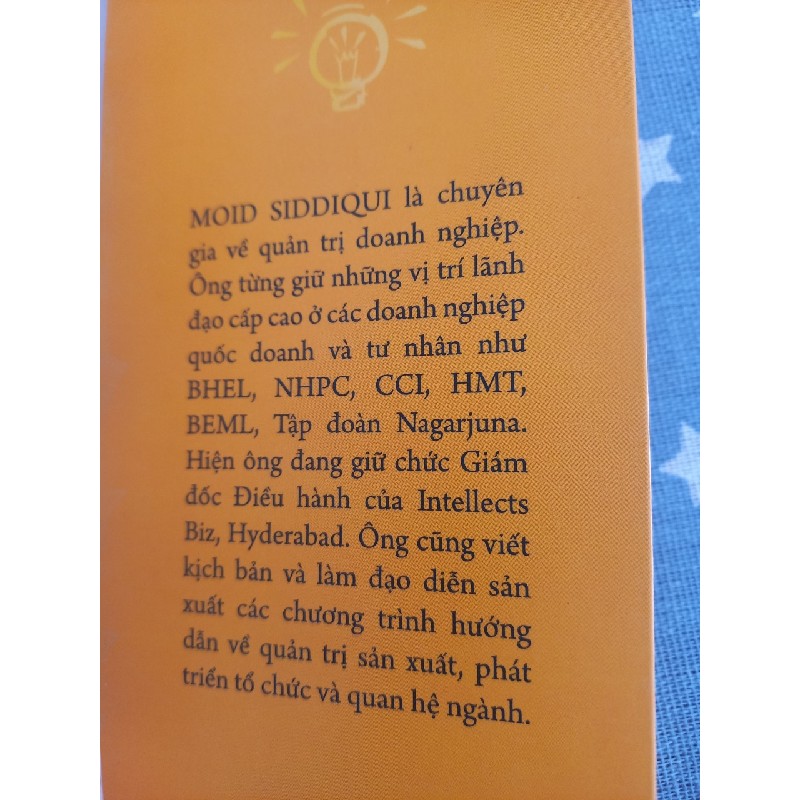 MOID SIDDIQUI là chuyên
gia về quản trị doanh nghiệp.
Ông từng giữ những vị trí lãnh
đạo cấp cao ở các doanh nghiệp
quốc doanh và tư nhân như
BHEL, NHPC, CCI, HMT,
BEML, Tập đoàn Nagarjuna.
Hiện ông đang giữ chức Giám
đốc Điều hành của Intellects
Biz, Hyderabad. Ông cũng viết
kịch bản và làm đạo diễn sản
xuất các chương trình hướng
dẫn về quản trị sản xuất, phát
triển tổ chức và quan hệ ngành.